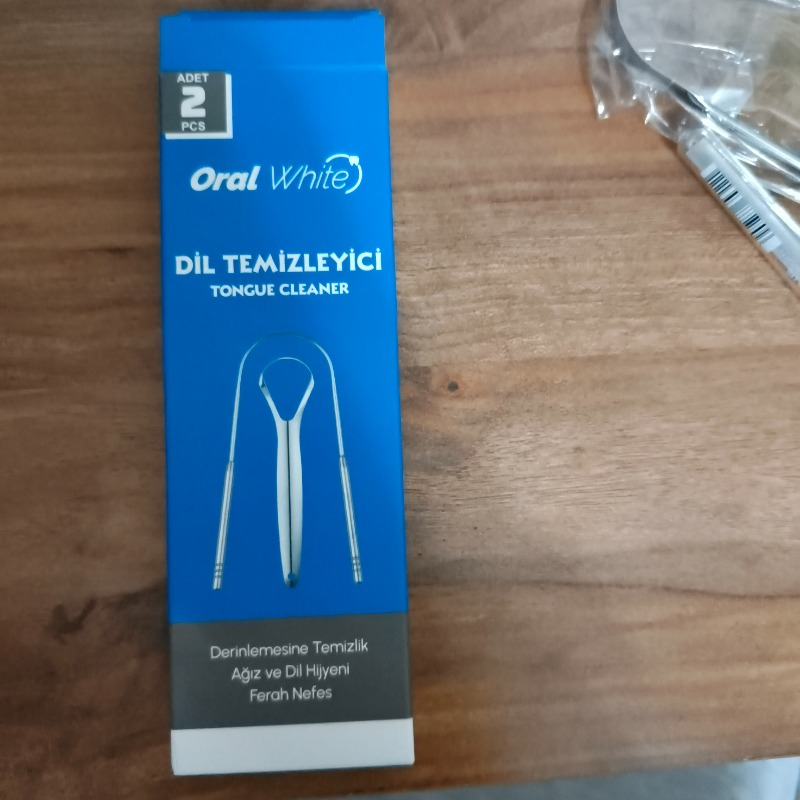 ADET
2
PCS
Oral White
DİL TEMİZLEYİCİ
TONGUE CLEANER
Derinlemesine Temizlik
Ağız ve Dil Hijyeni
Ferah Nefes